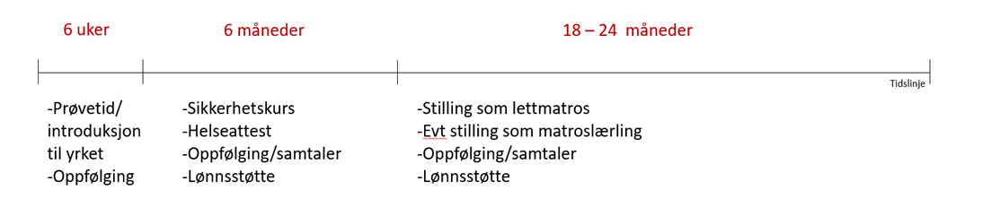 6 uker
6 måneder
18 – 24 måneder
Tidslinje
-Prøvetid/
introduksjon
til yrket
-Oppfølging
-Sikkerhetskurs
-Helseattest
-Oppfølging/samtaler
-Lønnsstøtte
-Stilling som lettmatros
-Evt stilling som matroslærling
-Oppfølging/samtaler
-Lønnsstøtte